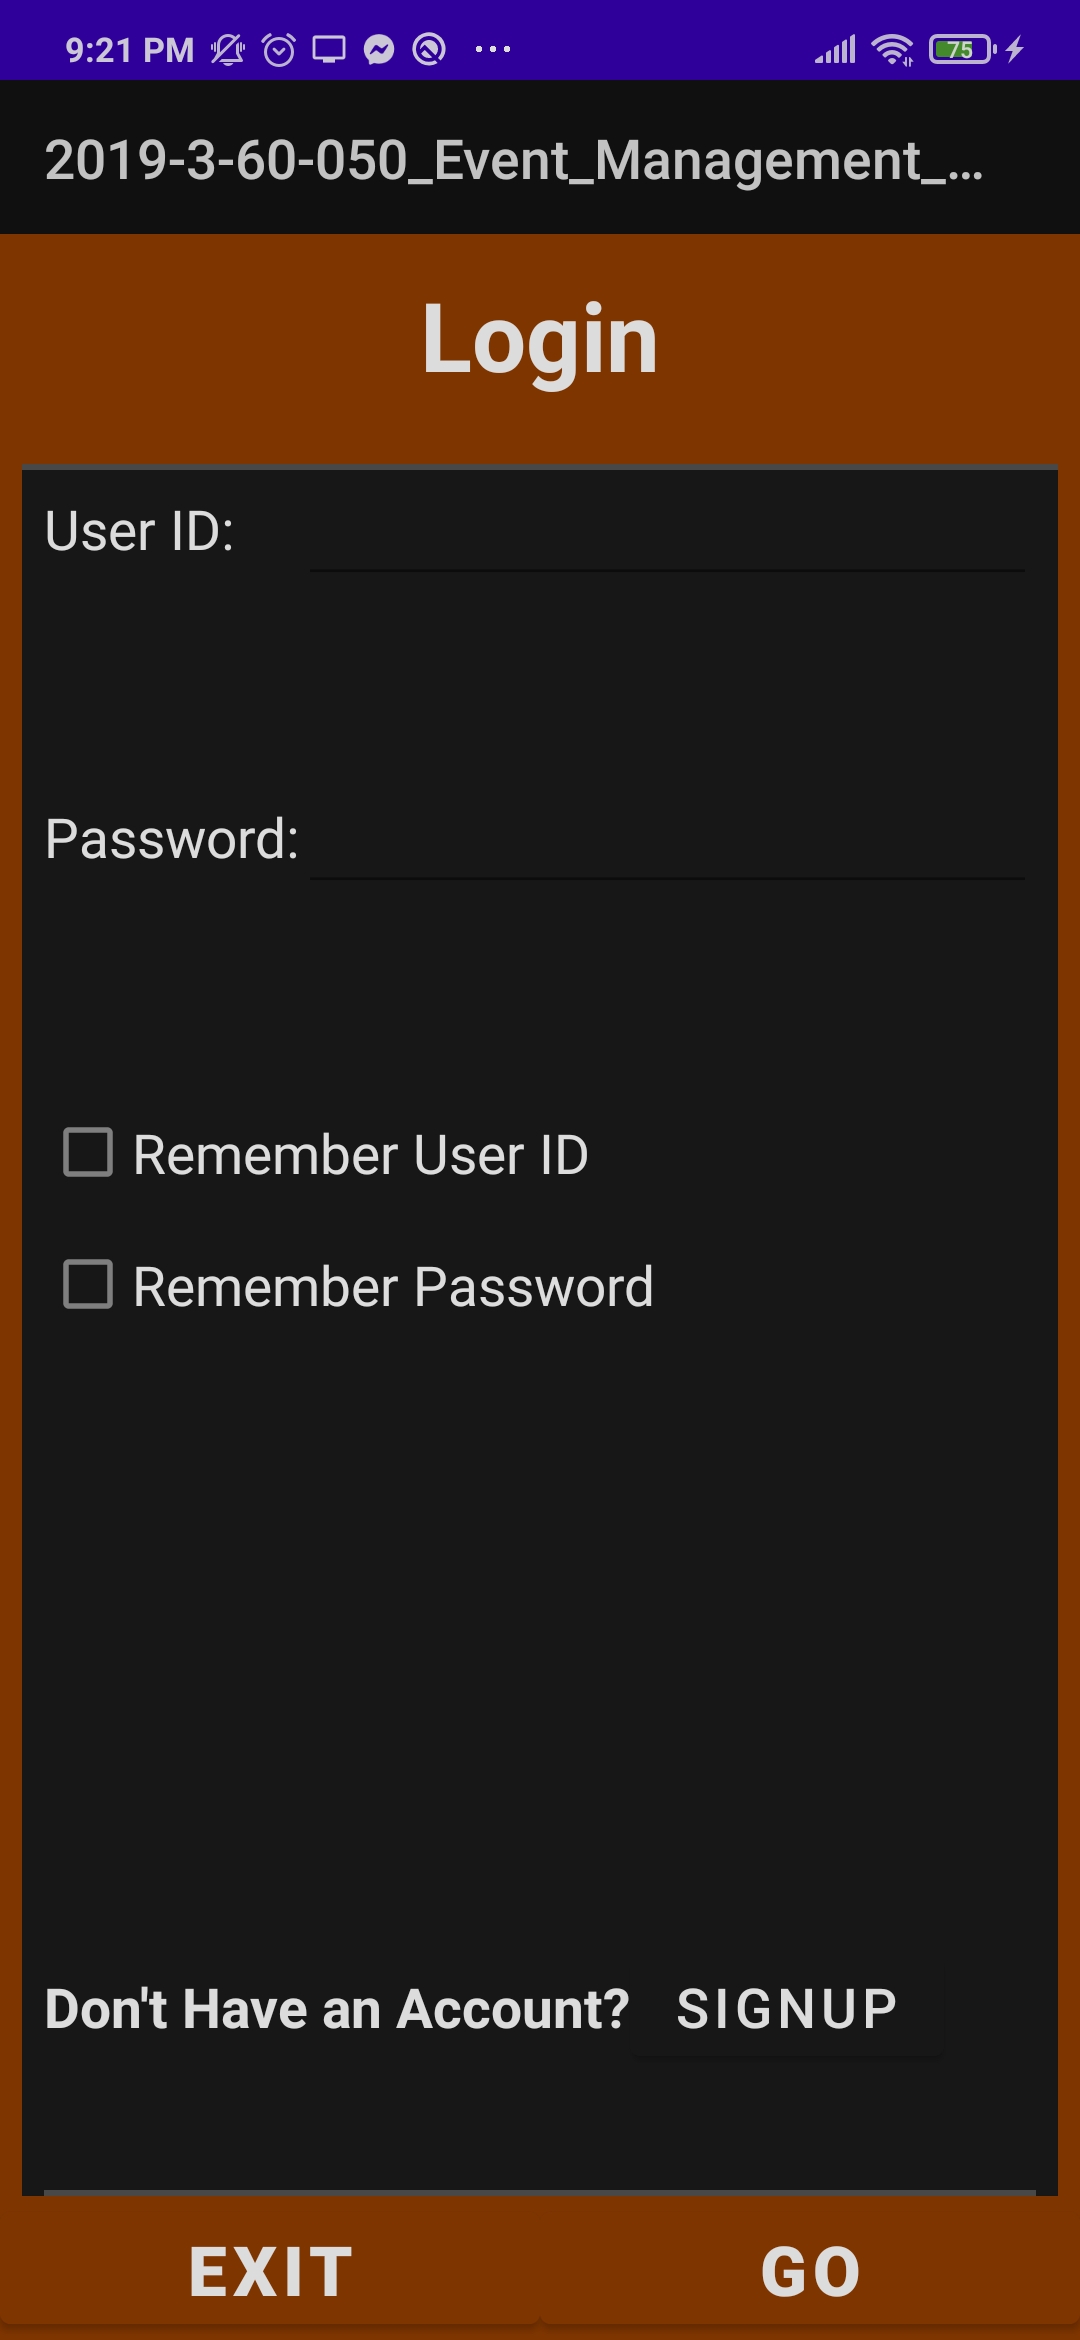 9:21 PM 75
2019-3-60-050_Event_Management_...
Login
User ID:
Password:
Remember User ID
Remember Password
Don't Have an Account? SIGNUP
EXIT GO